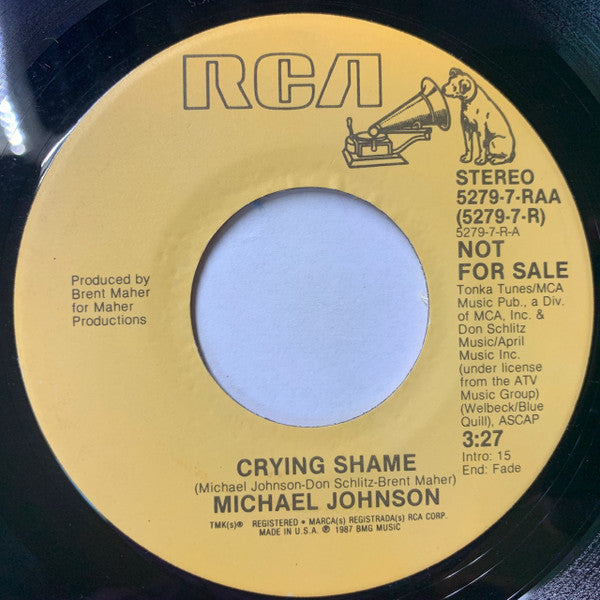 RCA
STEREO
5279-7-RAA
(5279-7-R)
5279-7-R-A
NOT
FOR SALE
Tonka Tunes/MCA
Music Pub., a Div.
of MCA, Inc. &
Don Schlitz
Music/April
Music Inc.
(under license
from the ATV
Music Group)
(Welbeck/Blue
Quill), ASCAP
3:27
Intro: 15
End: Fade
Produced by
Brent Maher
for Maher
Productions
CRYING SHAME
(Michael Johnson-Don Schlitz-Brent Maher)
MICHAEL JOHNSON
TMK(s)® REGISTERED • MARCA(s) REGISTRADA(s) RCA CORP.
MADE IN U.S.A. ℗ 1987 BMG MUSIC